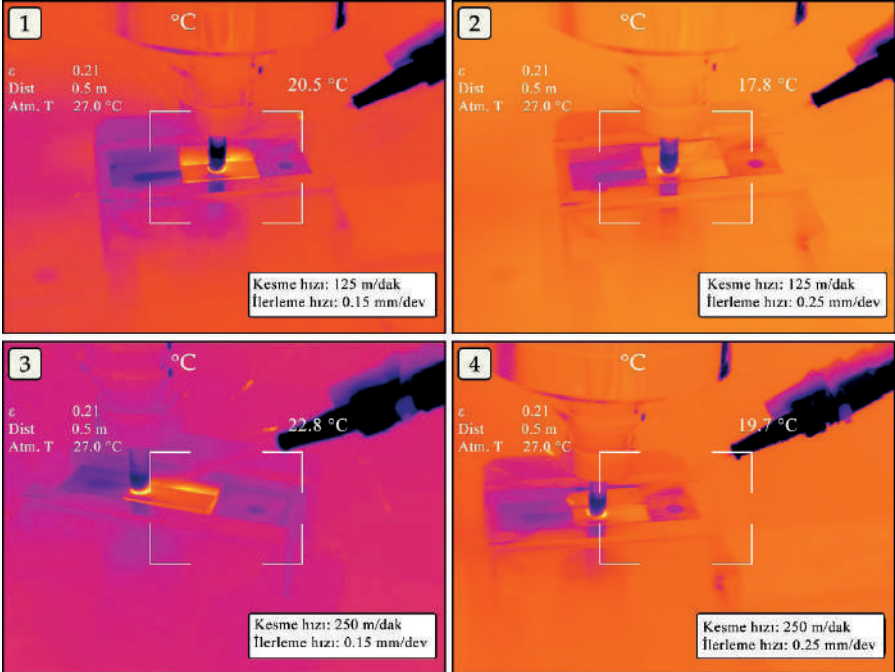 1
°C
ε 0.21
Dist 0.5 m
Atm. T 27.0 °C
20.5 °C
Kesme hızı: 125 m/dak
İlerleme hızı: 0.15 mm/dev
2
°C
ε 0.21
Dist 0.5 m
Atm. T 27.0 °C
17.8 °C
Kesme hızı: 125 m/dak
İlerleme hızı: 0.25 mm/dev
3
°C
ε 0.21
Dist 0.5 m
Atm. T 27.0 °C
22.8 °C
Kesme hızı: 250 m/dak
İlerleme hızı: 0.15 mm/dev
4
°C
ε 0.21
Dist 0.5 m
Atm. T 27.0 °C
19.7 °C
Kesme hızı: 250 m/dak
İlerleme hızı: 0.25 mm/dev